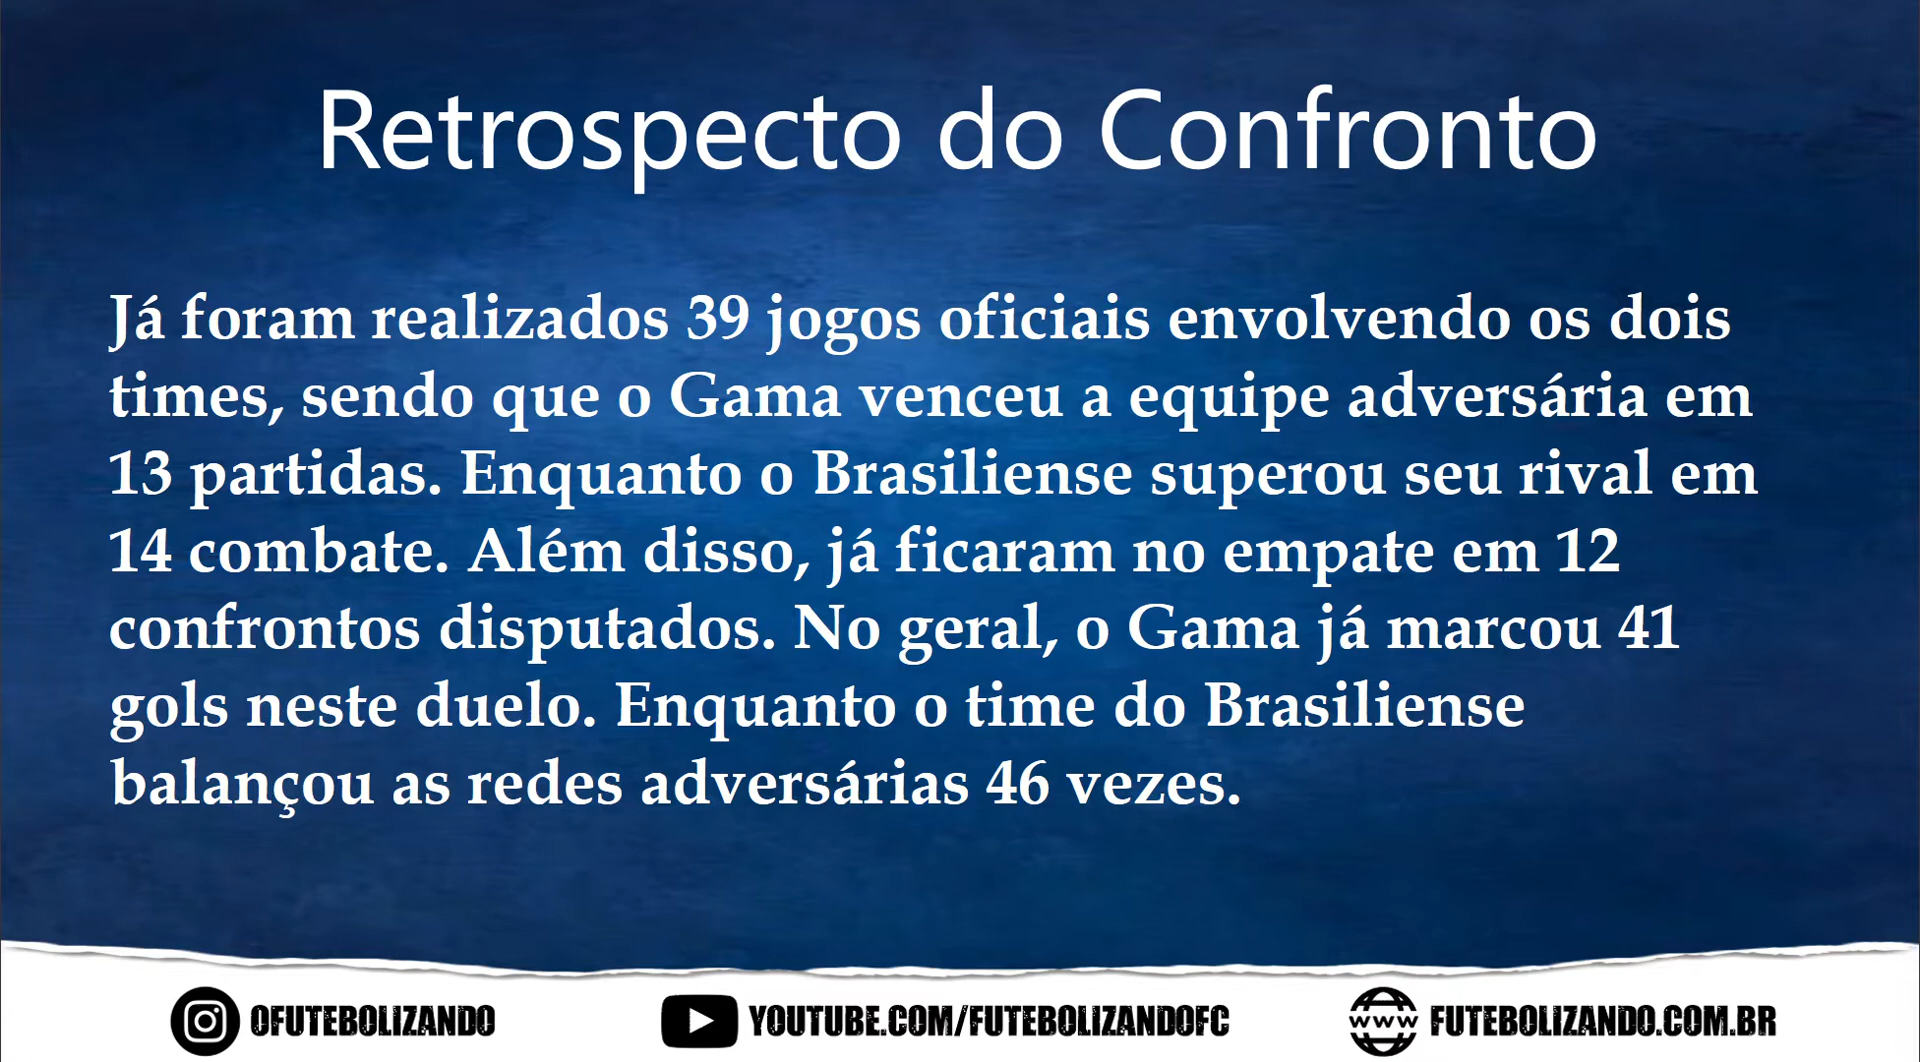 Retrospecto do Confronto
Já foram realizados 39 jogos oficiais envolvendo os dois
times, sendo que o Gama venceu a equipe adversária em
13 partidas. Enquanto o Brasiliense superou seu rival em
14 combate. Além disso, já ficaram no empate em 12
confrontos disputados. No geral, o Gama já marcou 41
gols neste duelo. Enquanto o time do Brasiliense
balançou as redes adversárias 46 vezes.
OFUTEBOLIZANDO
YOUTUBE.COM/FUTEBOLIZANDOFC
www FUTEBOLIZANDO.COM.BR